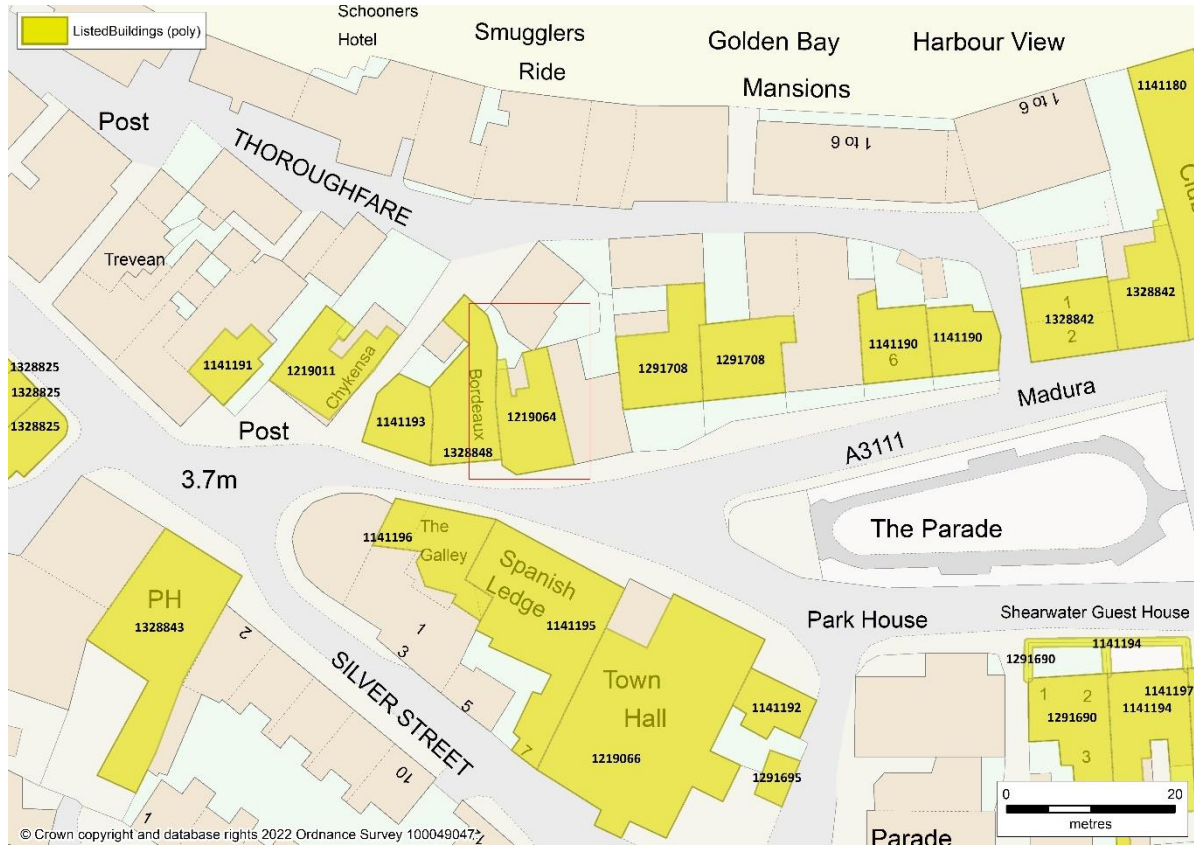 ListedBuildings (poly)
Schooners
Hotel
Smugglers
Ride
Golden Bay
Mansions
Harbour View
1141180
1 to 6
1 to 6
Post
THOROUGHFARE
Club
Trevean
1328842
1
1328842
2
1141190
6
1141190
1291708
1291708
1141191
1219011
Chykensa
1328825
1328825
1328825
1141193
Bordeaux
1328848
1219064
Post
Madura
A3111
3.7m
The Parade
The
Galley
1141196
Spanish
Ledge
1141195
PH
1328843
2
1
3
5
7
10
1
SILVER STREET
Town
Hall
1219066
1141192
1291695
Park House
Shearwater Guest House
1141194
1291690
1
2
1291690
3
1141197
1141194
Parade
0
20
metres
© Crown copyright and database rights 2022 Ordnance Survey 100049047